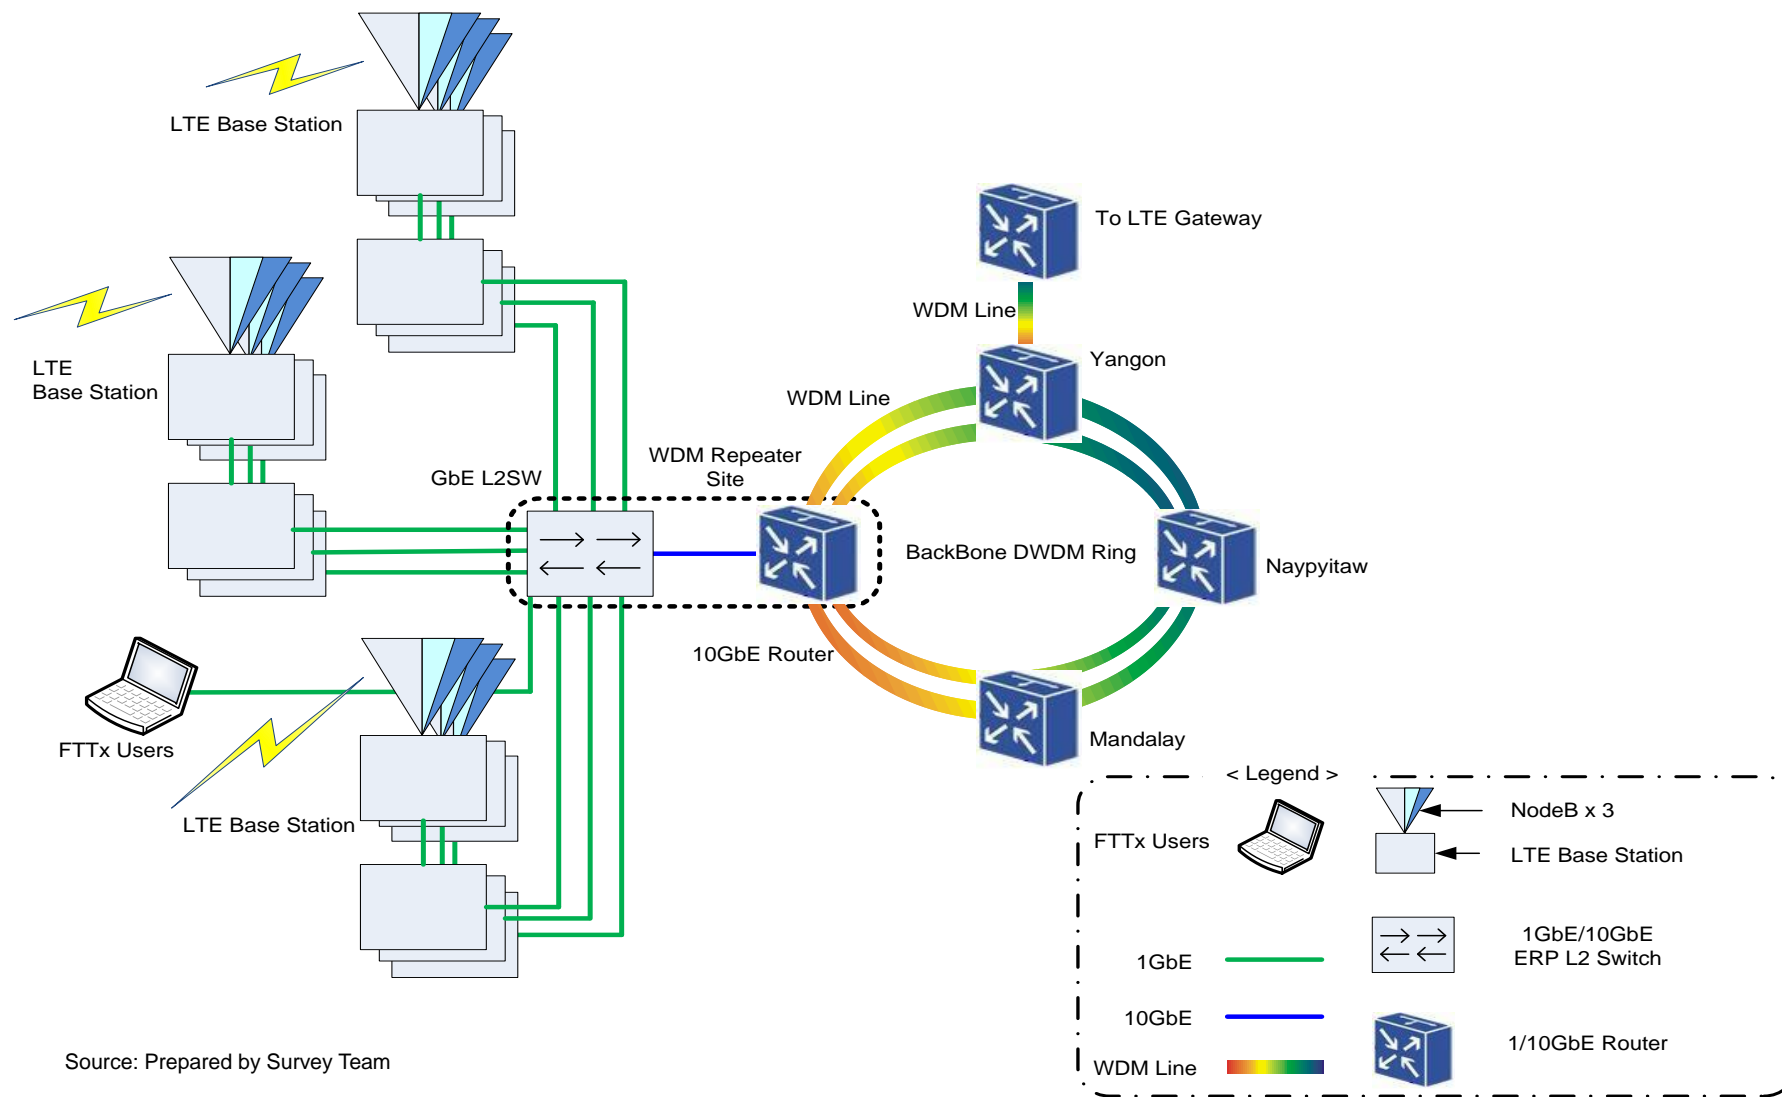 LTE Base Station
To LTE Gateway
WDM Line
LTE
Base Station
Yangon
WDM Line
GbE L2SW
WDM Repeater
Site
BackBone DWDM Ring
Naypyitaw
10GbE Router
FTTx Users
Mandalay
LTE Base Station
< Legend >
FTTx Users
NodeB x 3
LTE Base Station
1GbE
1GbE/10GbE
ERP L2 Switch
10GbE
1/10GbE Router
WDM Line
Source: Prepared by Survey Team